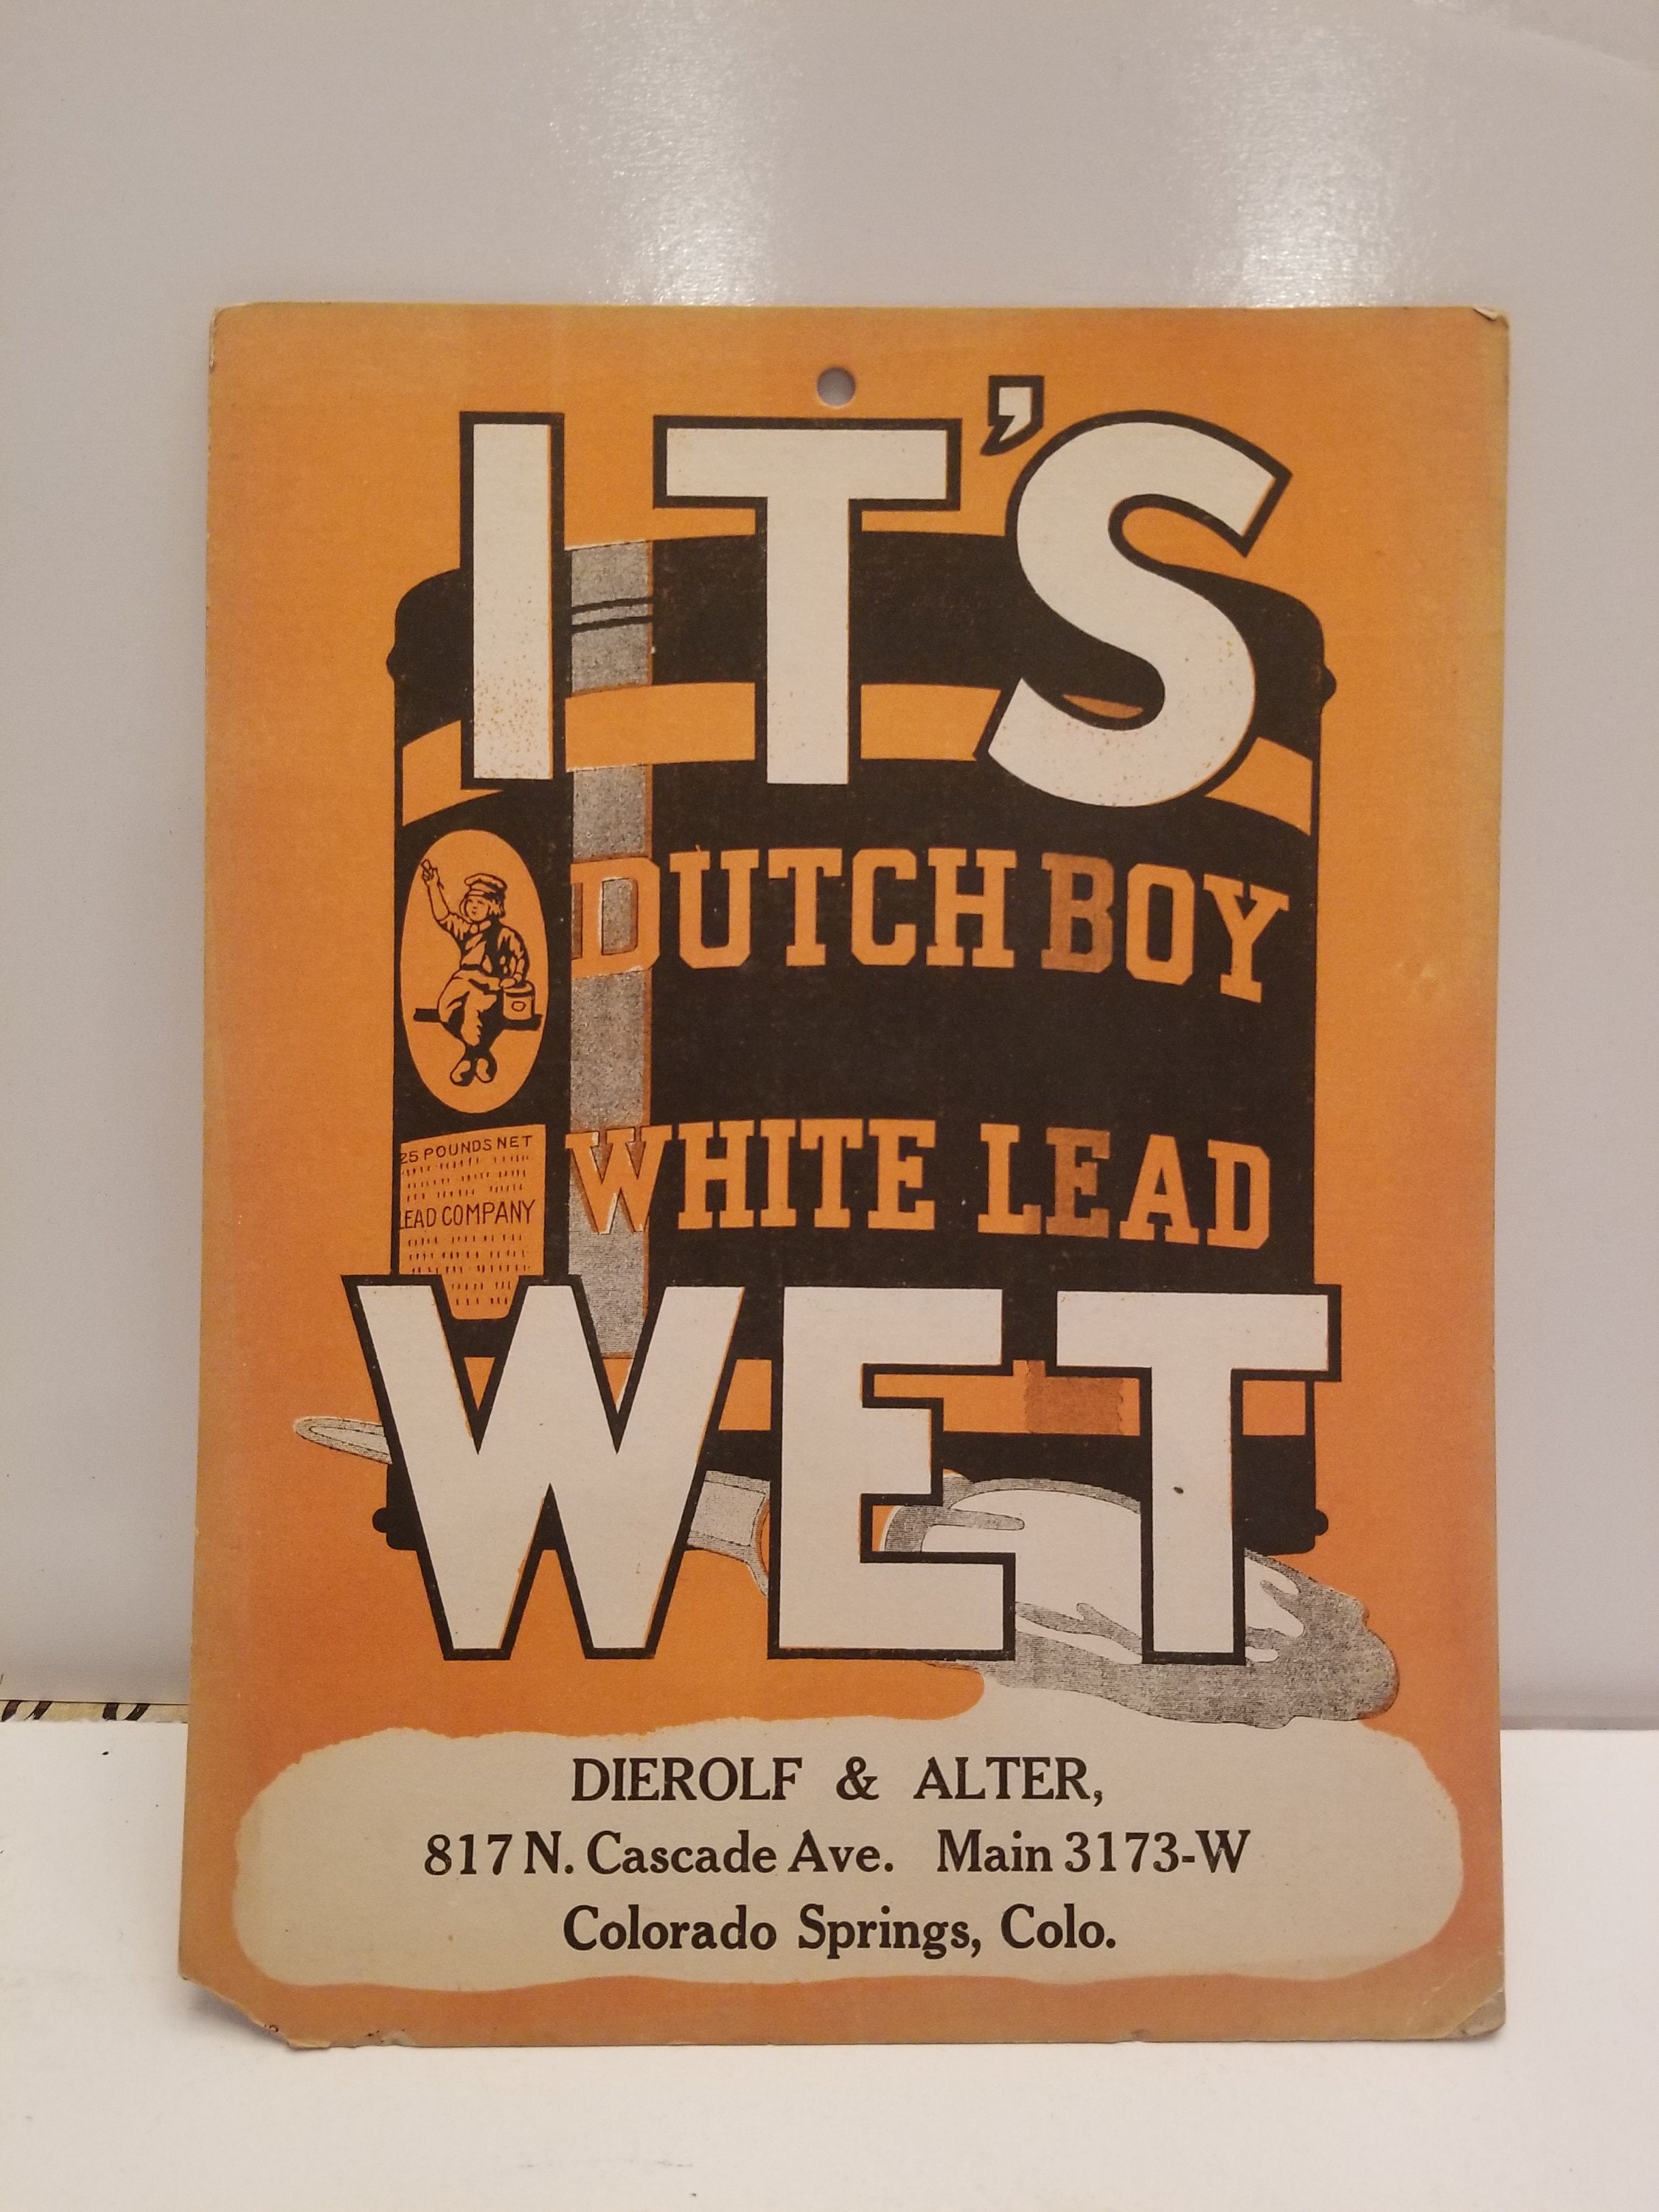 IT'S
DUTCH BOY
25 POUNDS NET
WHITE LEAD
LEAD COMPANY
WET
DIEROLF & ALTER,
817 N. Cascade Ave. Main 3173-W
Colorado Springs, Colo.